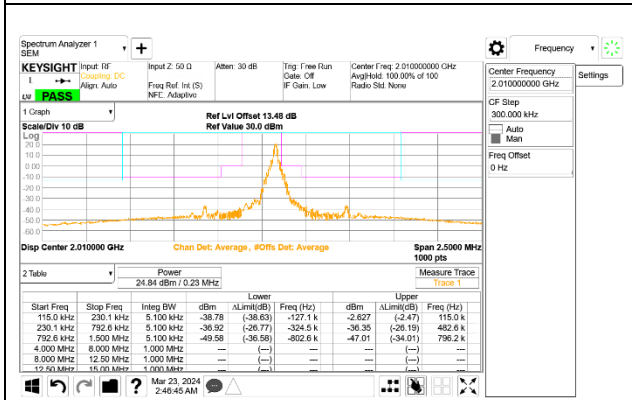 Spectrum Analyzer 1
SEM
Frequency
KEYSIGHT Input: RF Input Z: 50 Ω Atten: 30 dB Trig: Free Run Center Freq: 2.010000000 GHz
Coupling: DC Gate: Off Avg|Hold: 100.00% of 100
Align: Auto Freq Ref: Int (S) IF Gain: Low Radio Std: None
NFE: Adaptive
PASS
Center Frequency
2.010000000 GHz
Settings
CF Step
300.000 kHz
Auto
Man
Freq Offset
0 Hz
1 Graph
Ref Lvl Offset 13.48 dB
Scale/Div 10 dB Ref Value 30.0 dBm
Log
20.0
10.0
0.00
-10.0
-20.0
-30.0
-40.0
-50.0
-60.0
Disp Center 2.010000 GHz Chan Det: Average, #Offs Det: Average Span 2.5000 MHz
1000 pts
2 Table Power Measure Trace
24.84 dBm / 0.23 MHz Trace 1
Lower Upper
Start Freq Stop Freq Integ BW dBm ΔLimit(dB) Freq (Hz) dBm ΔLimit(dB) Freq (Hz)
115.0 kHz 230.1 kHz 5.100 kHz -38.78 (-38.63) -127.1 k -2.627 (-2.47) 115.0 k
230.1 kHz 792.6 kHz 5.100 kHz -36.92 (-26.77) -324.5 k -36.35 (-26.19) 482.6 k
792.6 kHz 1.500 MHz 5.100 kHz -49.58 (-36.58) -802.6 k -47.01 (-34.01) 796.2 k
4.000 MHz 8.000 MHz 1.000 MHz --- (---) --- --- (---) ---
8.000 MHz 12.50 MHz 1.000 MHz --- (---) --- --- (---) ---
12.50 MHz 15.00 MHz 1.000 MHz --- (---) --- --- (---) ---
Mar 23, 2024
2:46:45 AM